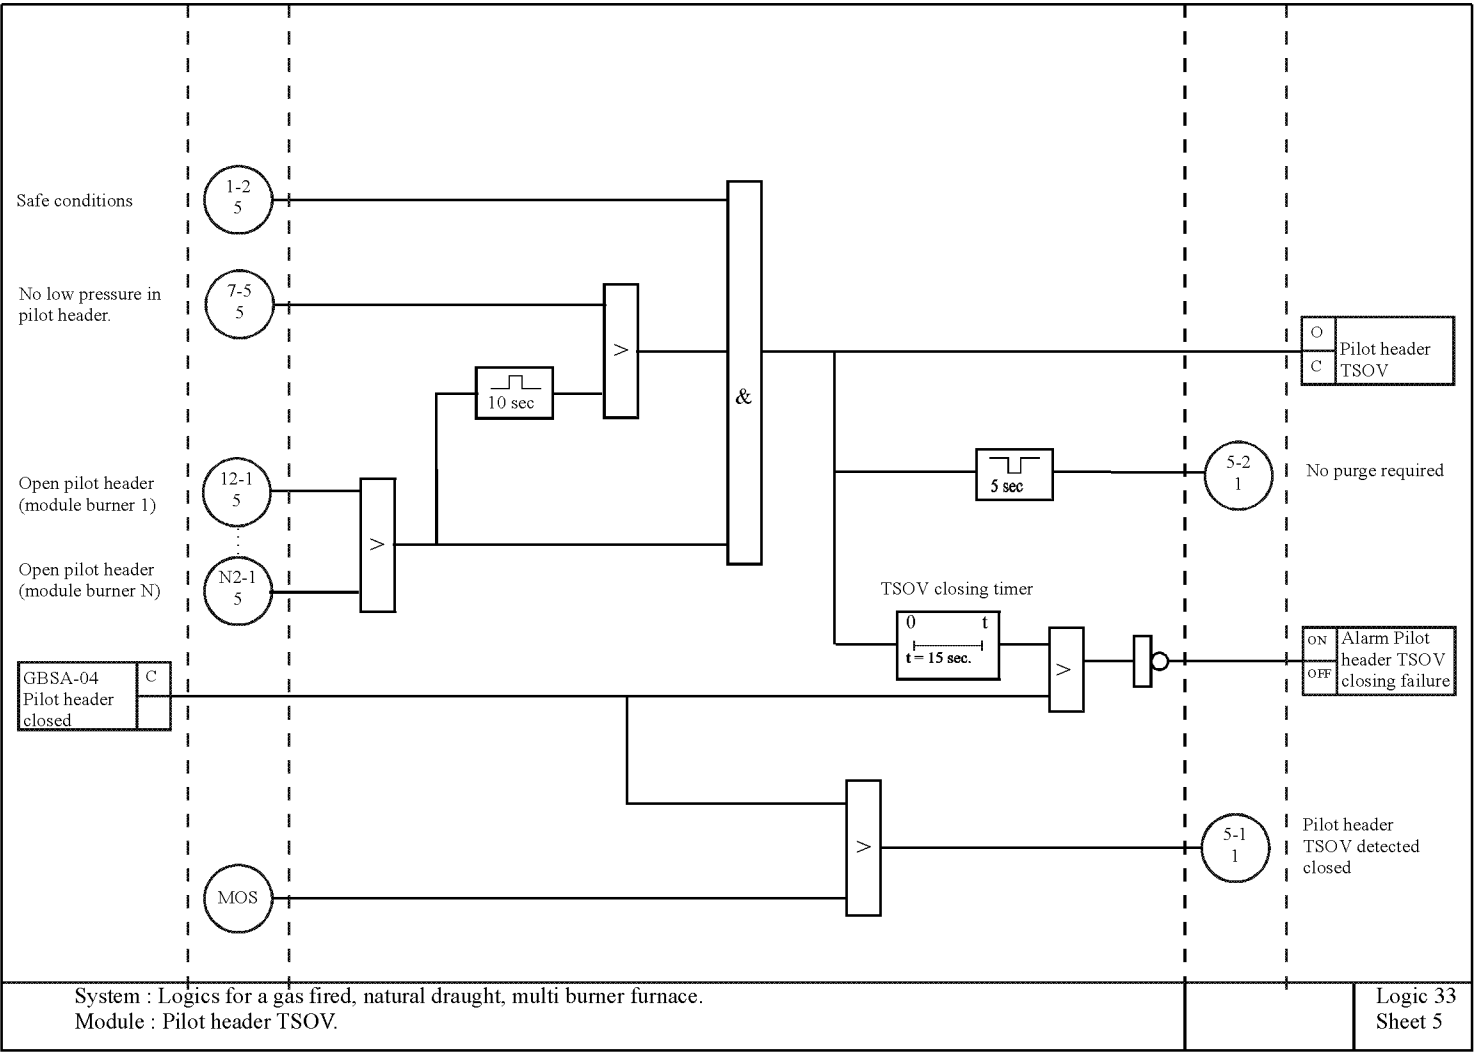 Safe conditions
1-2
5
No low pressure in
pilot header.
7-5
5
>
10 sec
&
O
C
Pilot header
TSOV
Open pilot header
(module burner 1)
12-1
5
>
5 sec
5-2
1
No purge required
Open pilot header
(module burner N)
N2-1
5
TSOV closing timer
0 t
t = 15 sec.
>
ON
OFF
Alarm Pilot
header TSOV
closing failure
GBSA-04
Pilot header
closed
C
>
5-1
1
Pilot header
TSOV detected
closed
MOS
System : Logics for a gas fired, natural draught, multi burner furnace.
Module : Pilot header TSOV.
Logic 33
Sheet 5